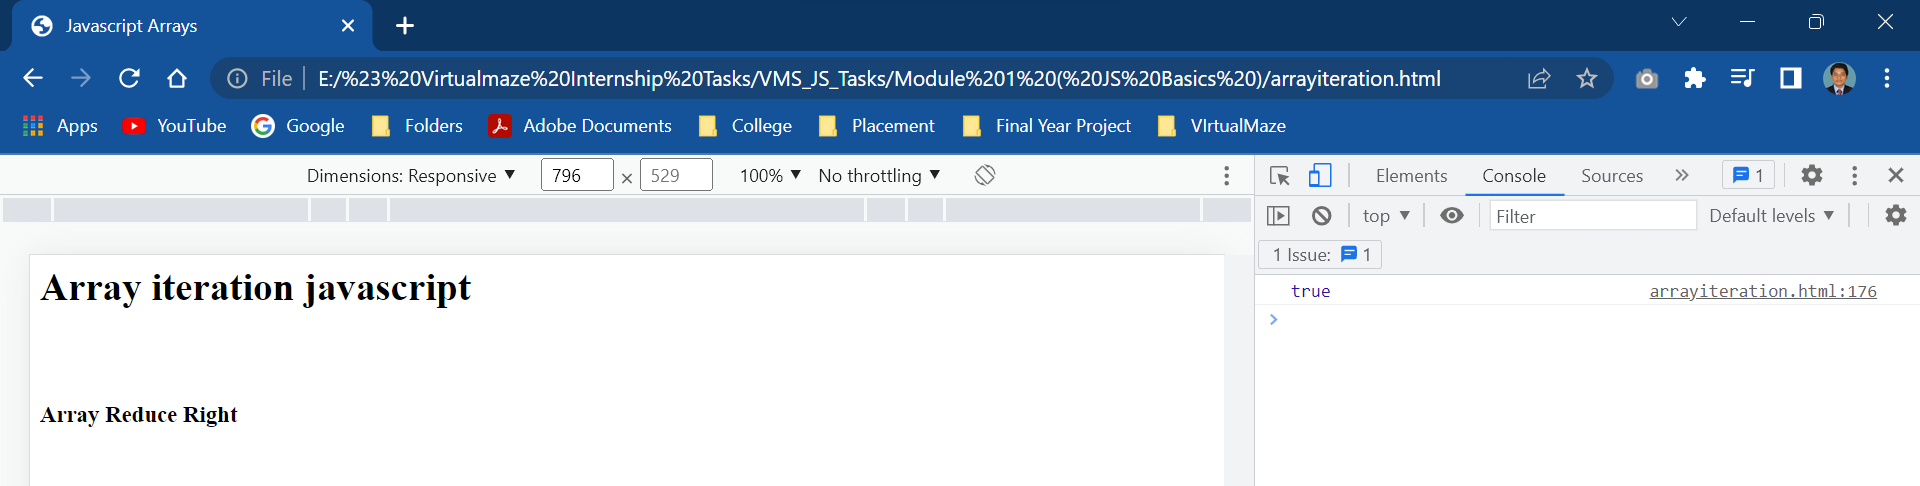 Javascript Arrays
File E:/%23%20Virtualmaze%20Internship%20Tasks/VMS_JS_Tasks/Module%201%20(%20JS%20Basics%20)/arrayiteration.html
Apps YouTube Google Folders Adobe Documents College Placement Final Year Project VIrtualMaze
Dimensions: Responsive ▼ 796 × 529 100% ▼ No throttling ▼
Elements Console Sources » 1
top ▼ Filter Default levels ▼
1 Issue: 1
true arrayiteration.html:176
Array iteration javascript
Array Reduce Right